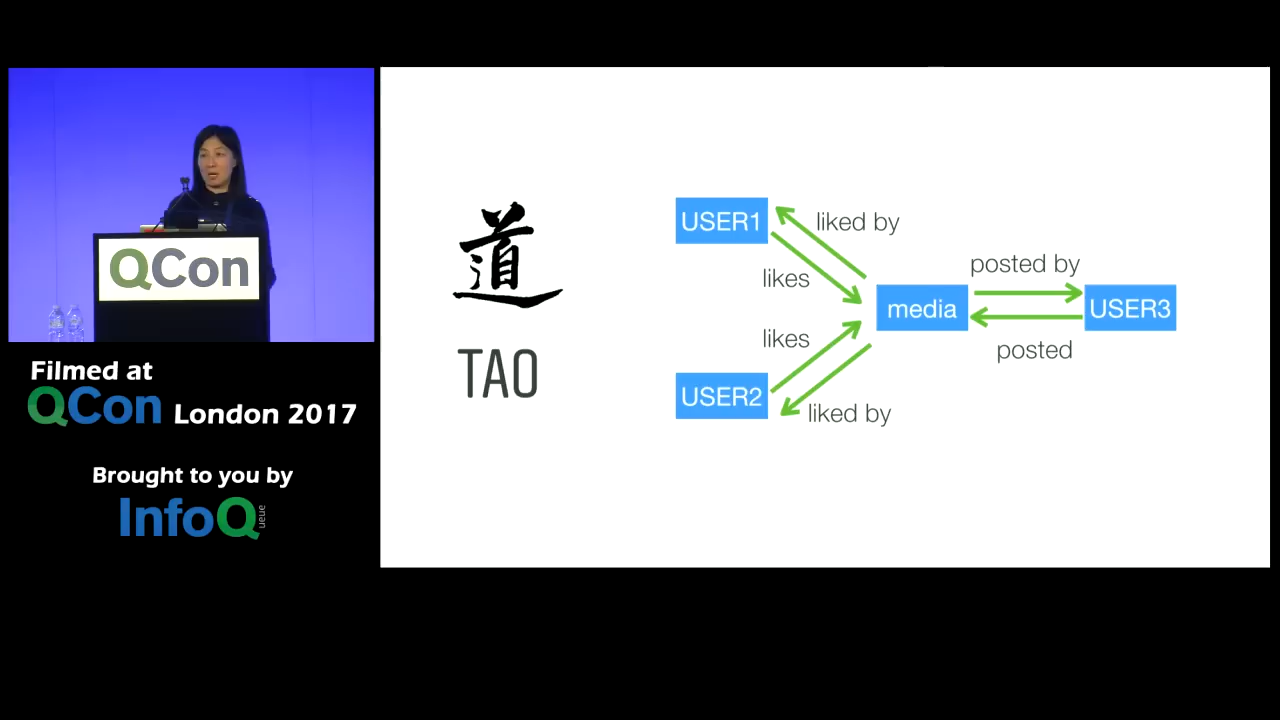 QCon
Filmed at
QCon London 2017
Brought to you by
InfoQ
ueue
道
TAO
USER1
liked by
likes
posted by
media
USER3
likes
posted
USER2
liked by